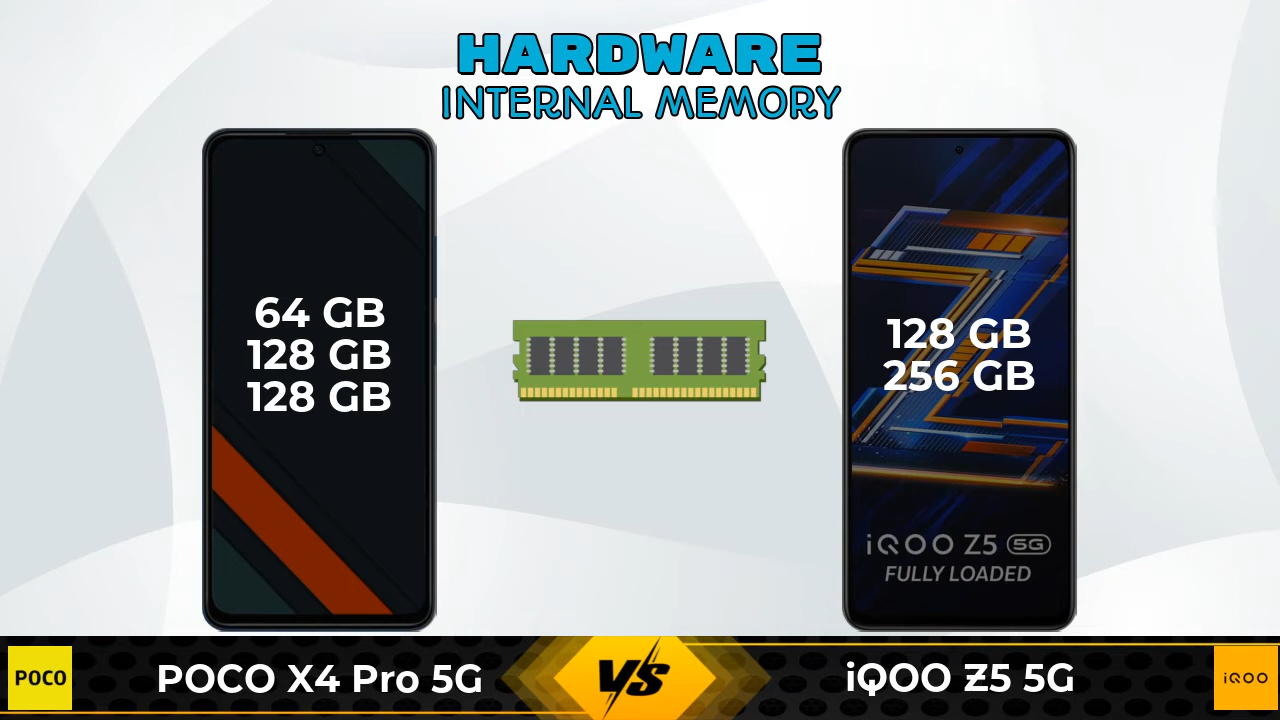 HARDWARE
INTERNAL MEMORY
64 GB
128 GB
128 GB
128 GB
256 GB
iQOO Z5 5G
FULLY LOADED
POCO
POCO X4 Pro 5G
VS
iQOO Z5 5G
iQOO